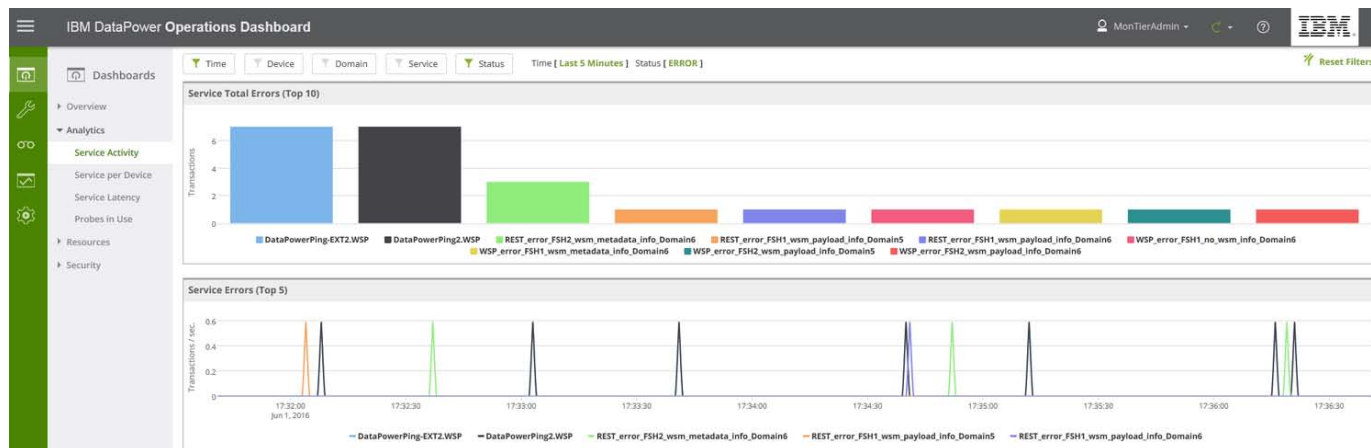 IBM DataPower Operations Dashboard
MonTierAdmin
IBM
Dashboards
Overview
Analytics
Service Activity
Service per Device
Service Latency
Probes in Use
Resources
Security
Time Device Domain Service Status Time [ Last 5 Minutes ] Status [ ERROR ]
Reset Filters
Service Total Errors (Top 10)
Transactions
6
4
2
0
DataPowerPing-EXT2.WSP DataPowerPing2.WSP REST_error_FSH2_wsm_metadata_info_Domain6 REST_error_FSH1_wsm_payload_info_Domain5 REST_error_FSH1_wsm_payload_info_Domain6 WSP_error_FSH1_no_wsm_info_Domain6
WSP_error_FSH1_wsm_metadata_info_Domain6 WSP_error_FSH2_wsm_payload_info_Domain5 WSP_error_FSH2_wsm_payload_info_Domain6
Service Errors (Top 5)
Transactions / sec.
0.6
0.4
0.2
0
17:32:00 17:32:30 17:33:00 17:33:30 17:34:00 17:34:30 17:35:00 17:35:30 17:36:00 17:36:30
Jun 1, 2016
DataPowerPing-EXT2.WSP DataPowerPing2.WSP REST_error_FSH2_wsm_metadata_info_Domain6 REST_error_FSH1_wsm_payload_info_Domain5 REST_error_FSH1_wsm_payload_info_Domain6